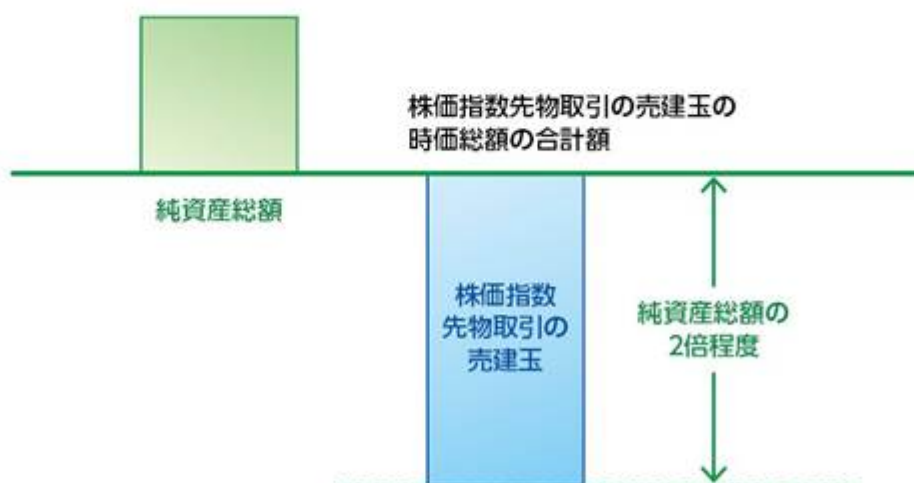 株価指数先物取引の売建玉の
時価総額の合計額
純資産総額
株価指数
先物取引の
売建玉
純資産総額の
2倍程度